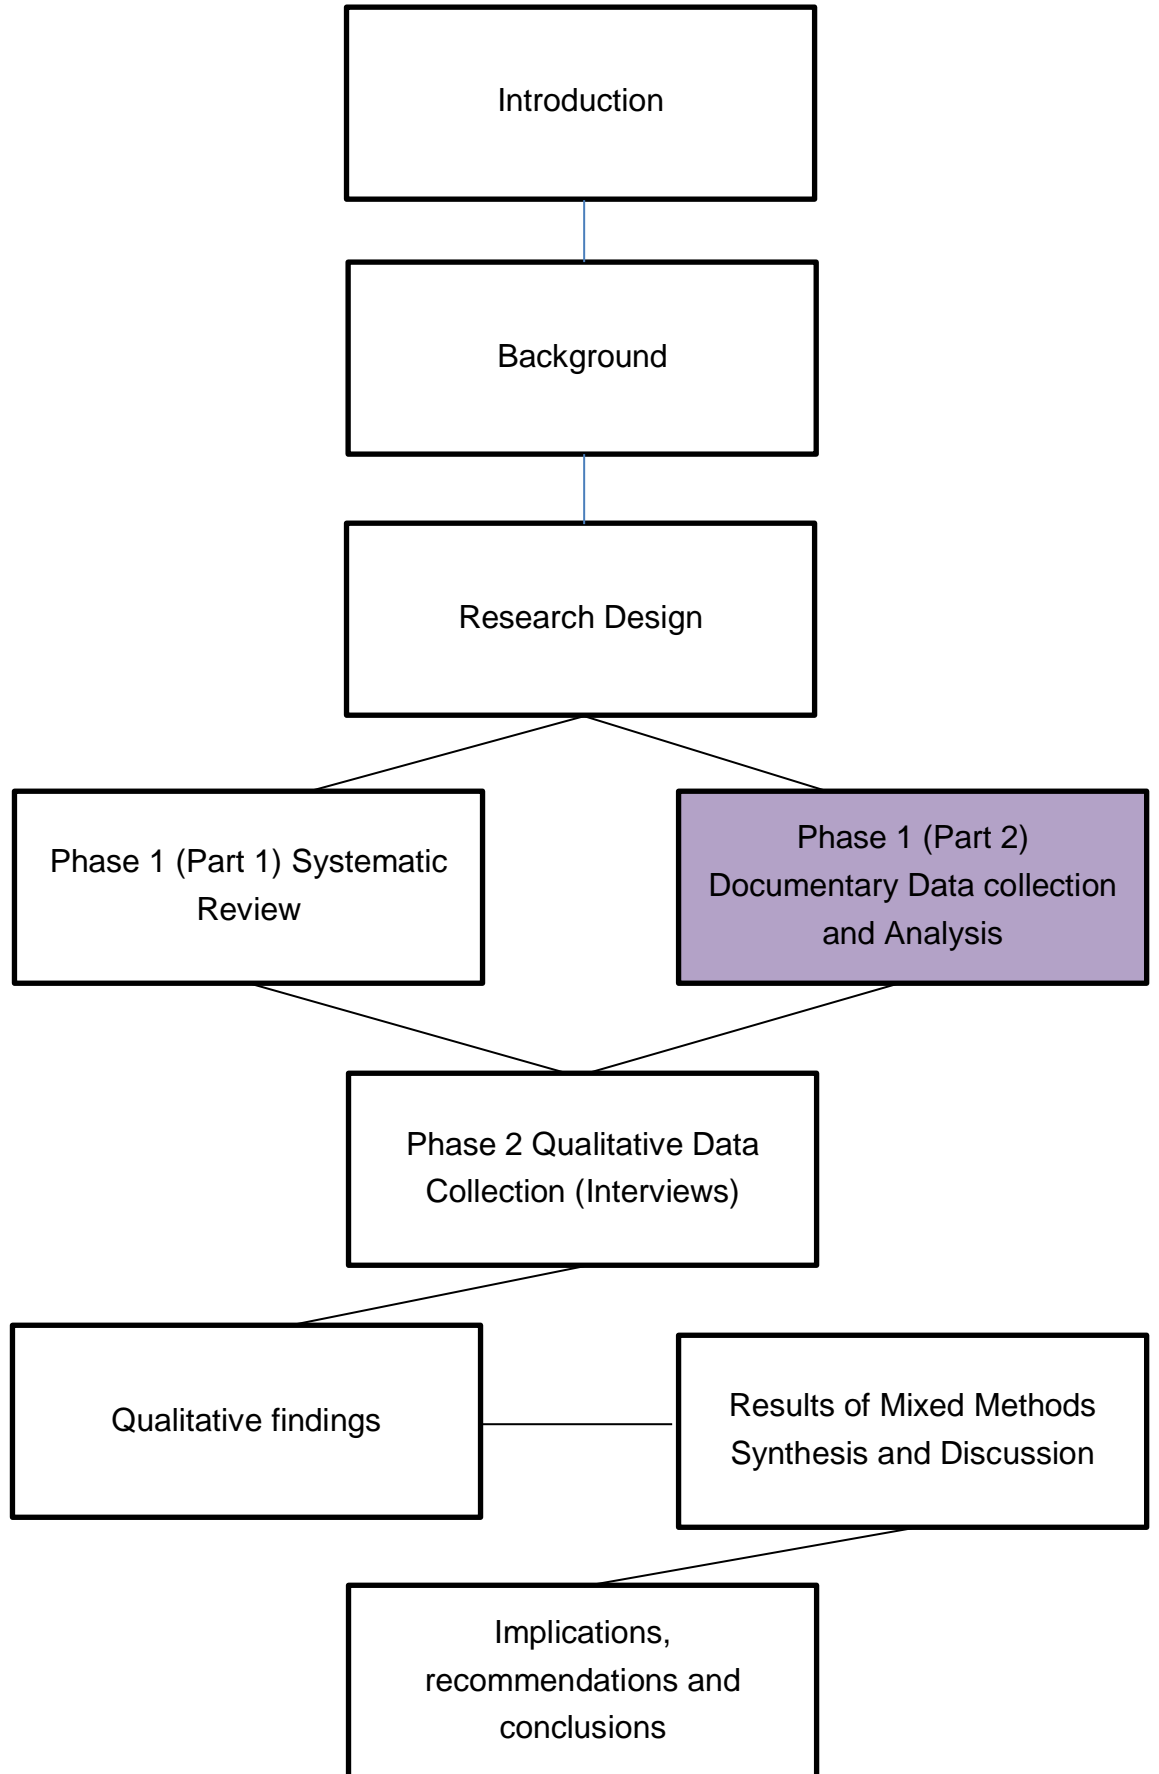 Introduction
Background
Research Design
Phase 1 (Part 1) Systematic
Review
Phase 1 (Part 2)
Documentary Data collection
and Analysis
Phase 2 Qualitative Data
Collection (Interviews)
Qualitative findings
Results of Mixed Methods
Synthesis and Discussion
Implications,
recommendations and
conclusions